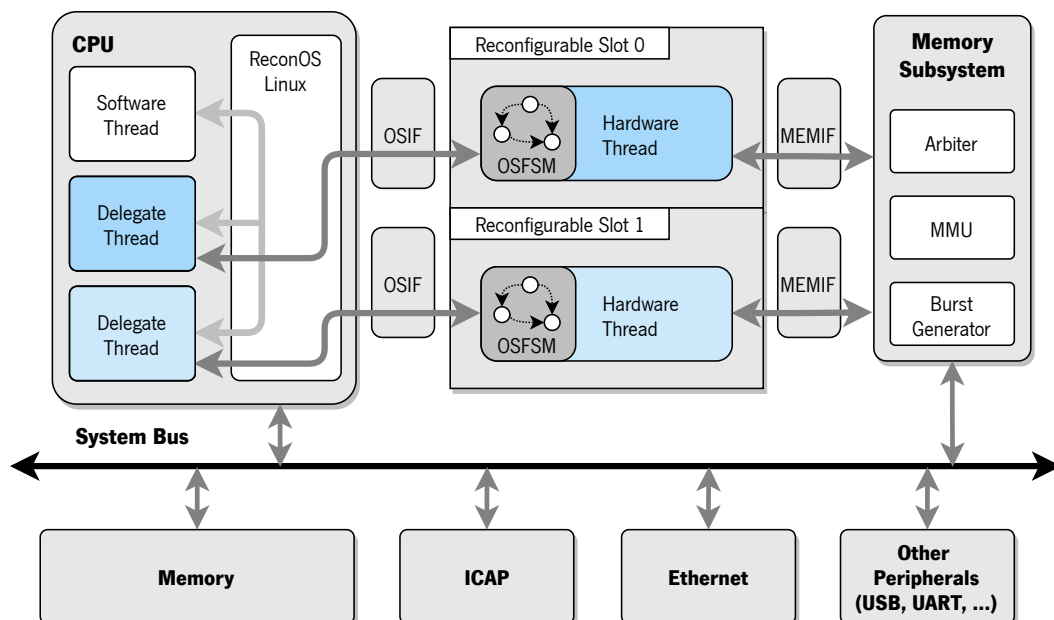 CPU
ReconOS
Linux
Software
Thread
Delegate
Thread
Delegate
Thread
OSIF
OSIF
Reconfigurable Slot 0
OSFSM
Hardware
Thread
Reconfigurable Slot 1
OSFSM
Hardware
Thread
MEMIF
MEMIF
Memory
Subsystem
Arbiter
MMU
Burst
Generator
System Bus
Memory
ICAP
Ethernet
Other
Peripherals
(USB, UART, ...)